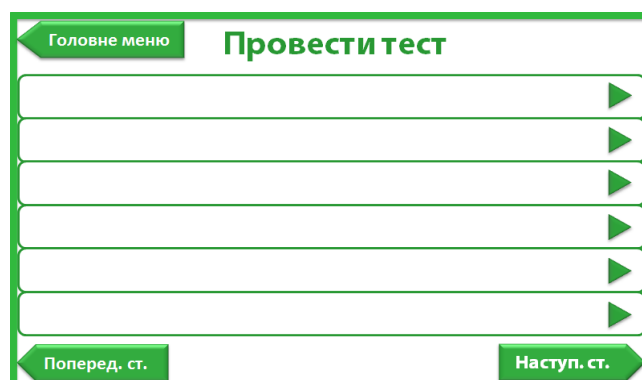 Головне меню
Провести тест
Поперед. ст.
Наступ. ст.